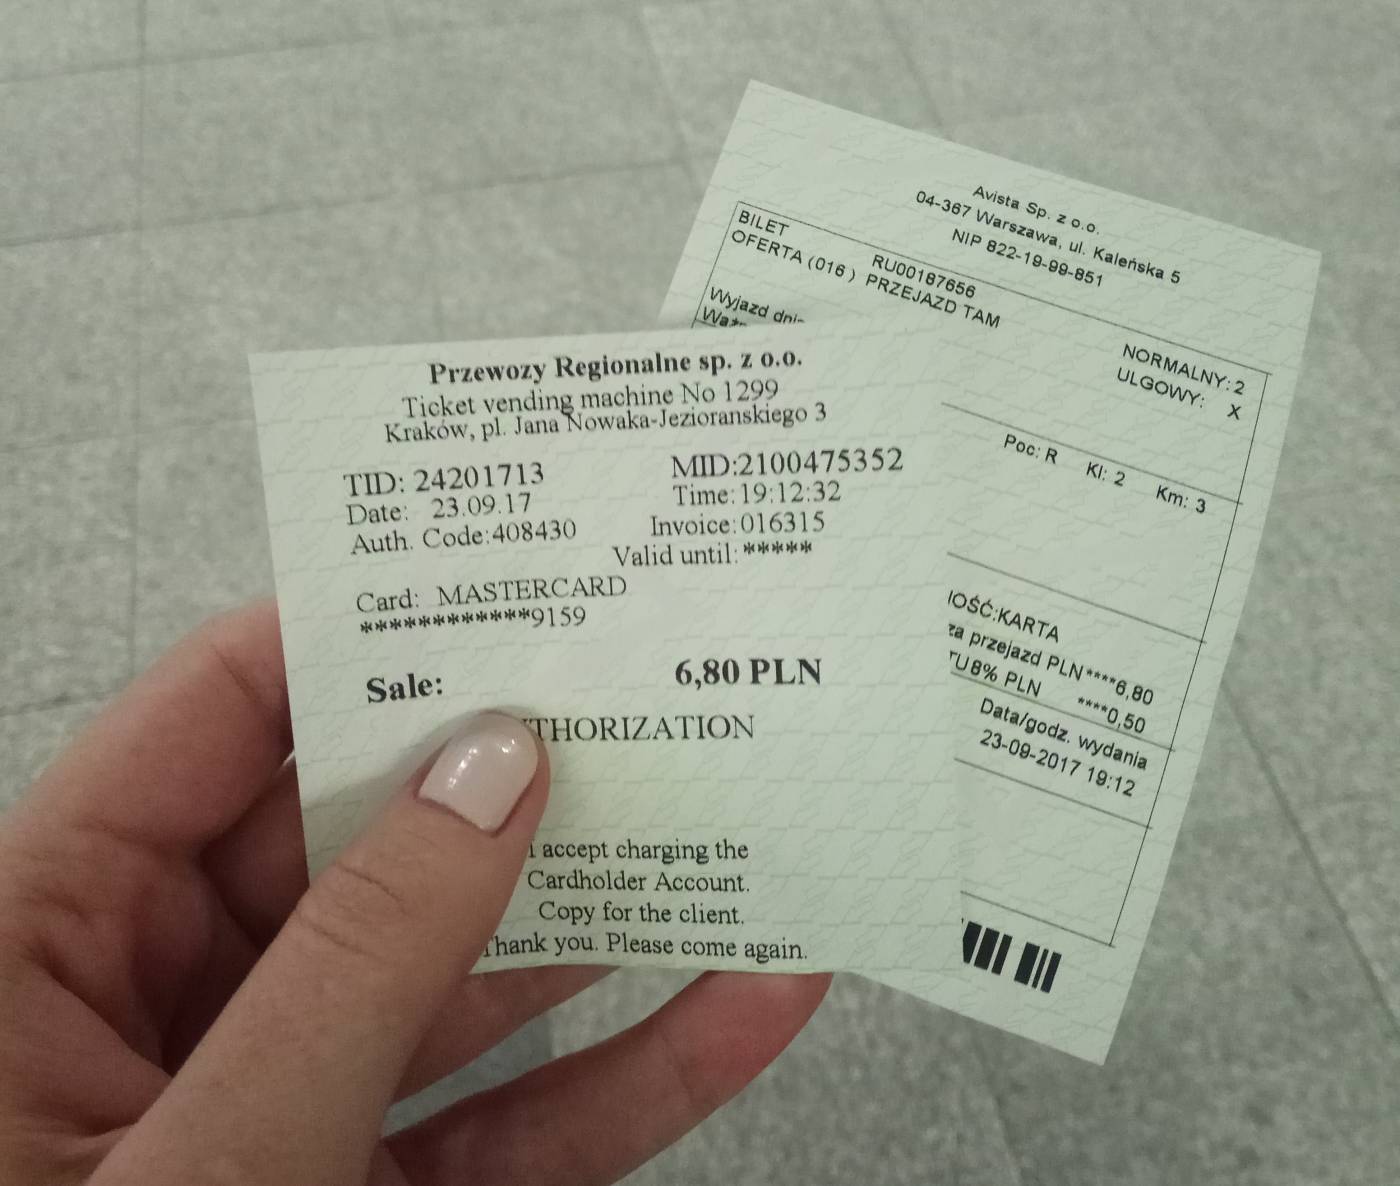 Avista Sp. z o.o.
04-367 Warszawa, ul. Kaleńska 5
NIP 822-19-99-851
BILET RU00187656
OFERTA (016 ) PRZEJAZD TAM
Wyjazd
NORMALNY: 2
ULGOWY: X
Poc: R Kl: 2 Km: 3
KARTA
za przejazd PLN****6,80
8% PLN ****0,50
Data/godz. wydania
23-09-2017 19:12
Przewozy Regionalne sp. z o.o.
Ticket vending machine No 1299
Kraków, pl. Jana Nowaka-Jezioranskiego 3
TID: 24201713 MID:2100475352
Date: 23.09.17 Time:19:12:32
Auth. Code:408430 Invoice:016315
Valid until:*****
Card: MASTERCARD
************9159
Sale: 6,80 PLN
THORIZATION
I accept charging the
Cardholder Account.
Copy for the client.
Thank you. Please come again.